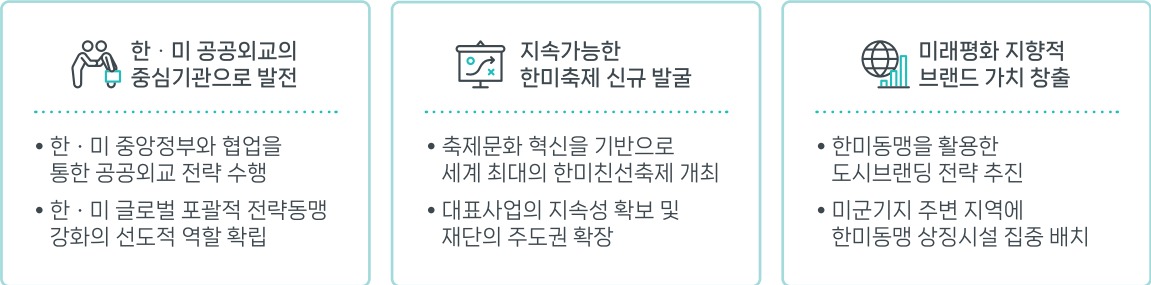 한 · 미 공공외교의
중심기관으로 발전
• 한 · 미 중앙정부와 협업을
통한 공공외교 전략 수행
• 한 · 미 글로벌 포괄적 전략동맹
강화의 선도적 역할 확립
지속가능한
한미축제 신규 발굴
• 축제문화 혁신을 기반으로
세계 최대의 한미친선축제 개최
• 대표사업의 지속성 확보 및
재단의 주도권 확장
미래평화 지향적
브랜드 가치 창출
• 한미동맹을 활용한
도시브랜딩 전략 추진
• 미군기지 주변 지역에
한미동맹 상징시설 집중 배치